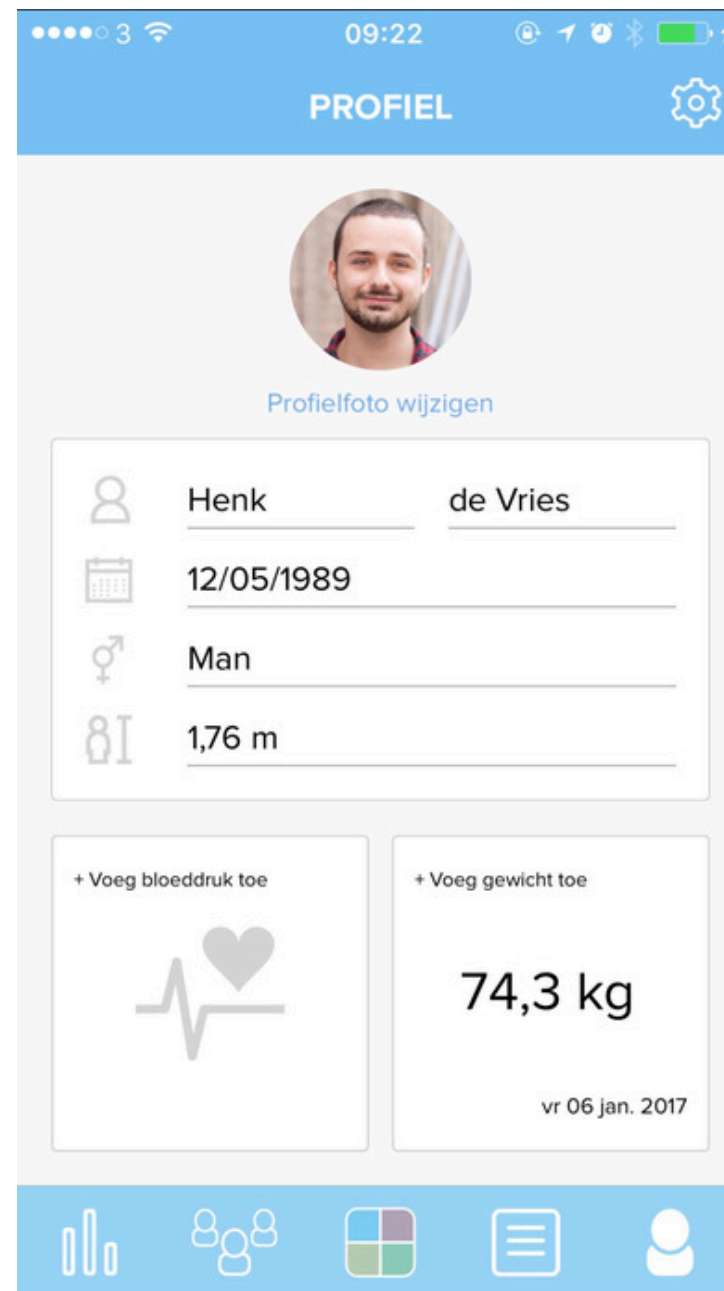 3 09:22
PROFIEL
Profielfoto wijzigen
Henk de Vries
12/05/1989
Man
1,76 m
+ Voeg bloeddruk toe + Voeg gewicht toe
74,3 kg
vr 06 jan. 2017